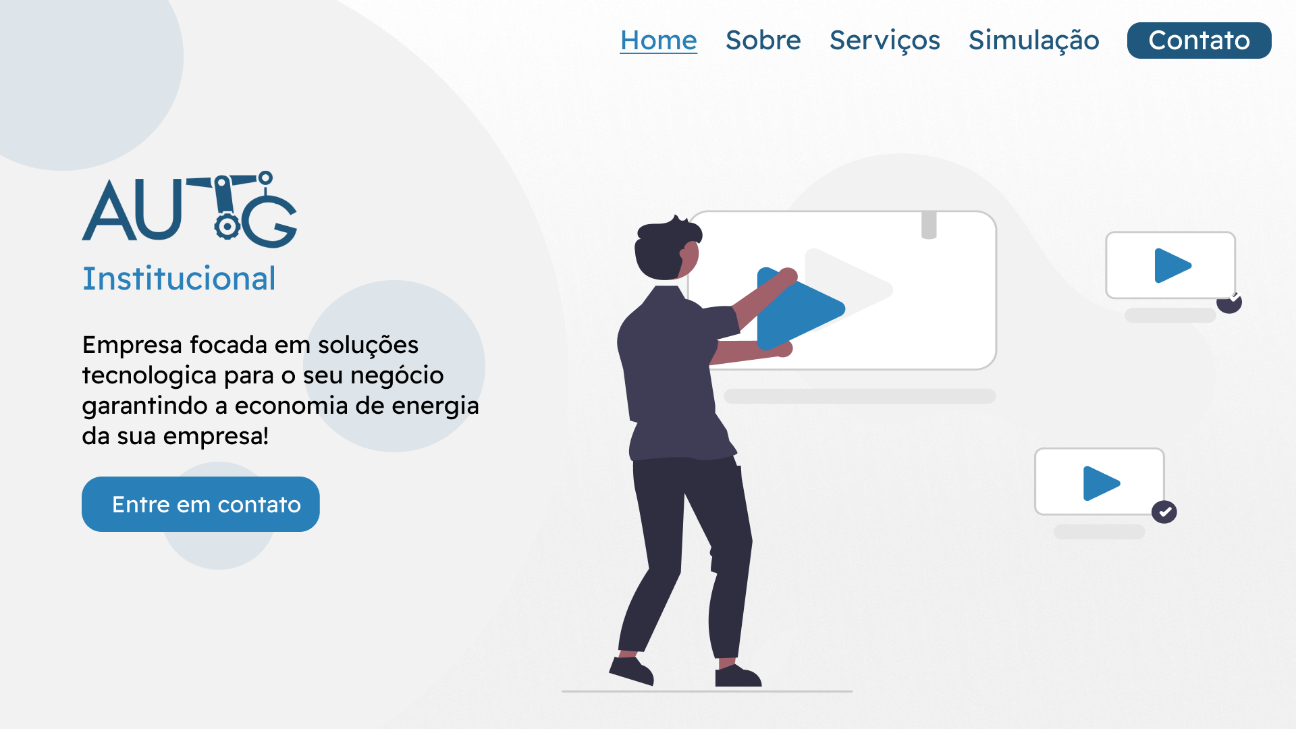 Home Sobre Serviços Simulação Contato
AUTG
Institucional
Empresa focada em soluções
tecnologica para o seu negócio
garantindo a economia de energia
da sua empresa!
Entre em contato